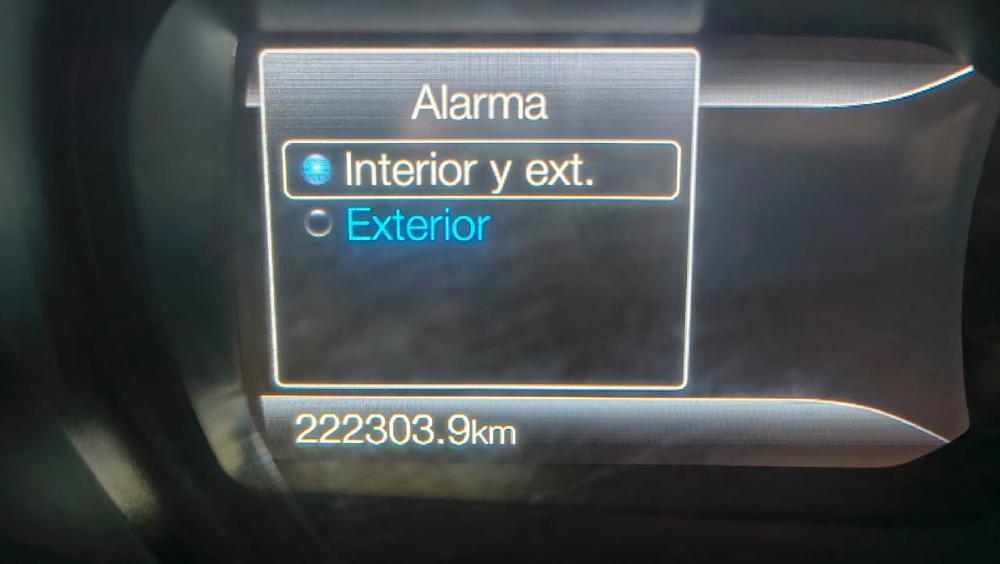 Alarma
Interior y ext.
Exterior
222303.9km